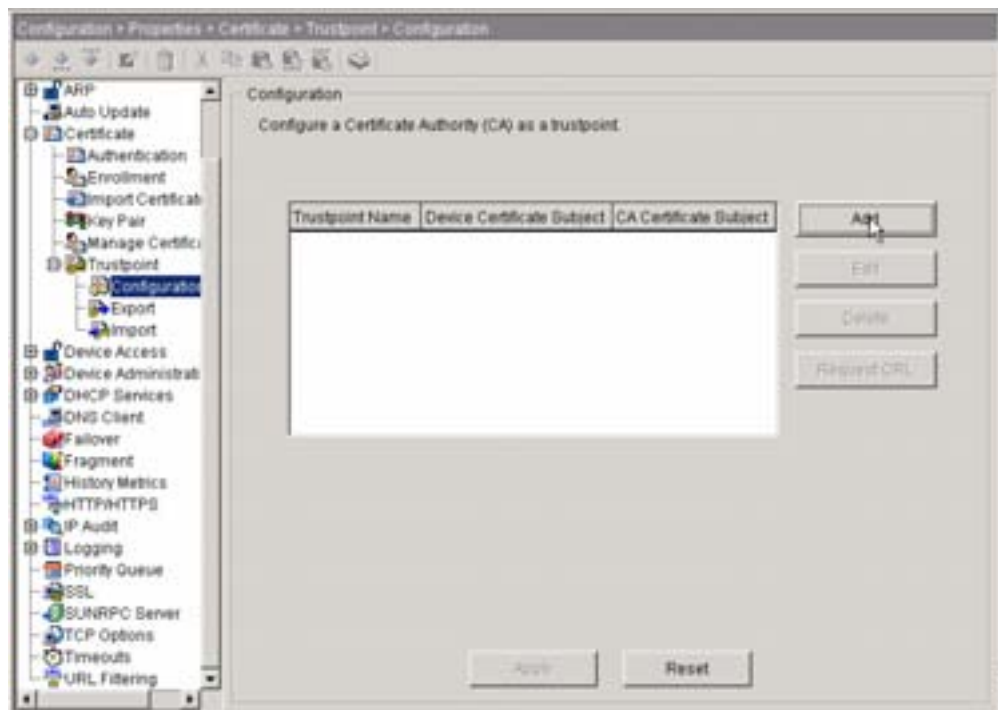 Configuration > Properties > Certificate > Trustpoint > Configuration
ARP
Auto Update
Certificate
Authentication
Enrollment
Import Certificat
Key Pair
Manage Certific
Trustpoint
Configuration
Export
Import
Device Access
Device Administrati
DHCP Services
DNS Client
Failover
Fragment
History Metrics
HTTP/HTTPS
IP Audit
Logging
Priority Queue
SSL
SUNRPC Server
TCP Options
Timeouts
URL Filtering
Configuration
Configure a Certificate Authority (CA) as a trustpoint.
Trustpoint Name Device Certificate Subject CA Certificate Subject
Add
Edit
Delete
Request CRL
Apply Reset